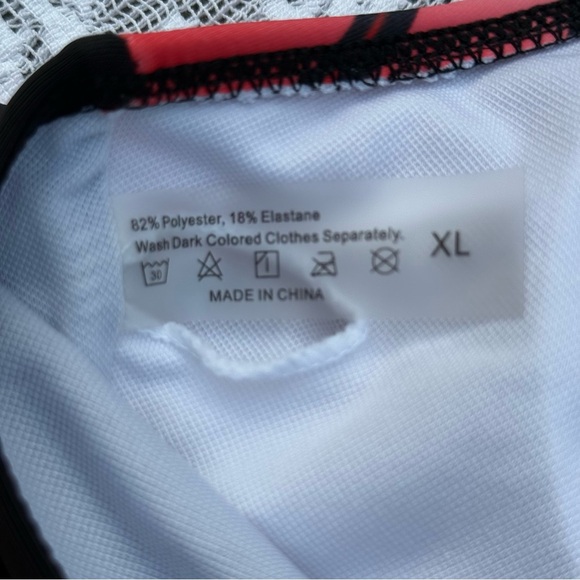 82% Polyester, 18% Elastane
Wash Dark Colored Clothes Separately.
XL
30
MADE IN CHINA